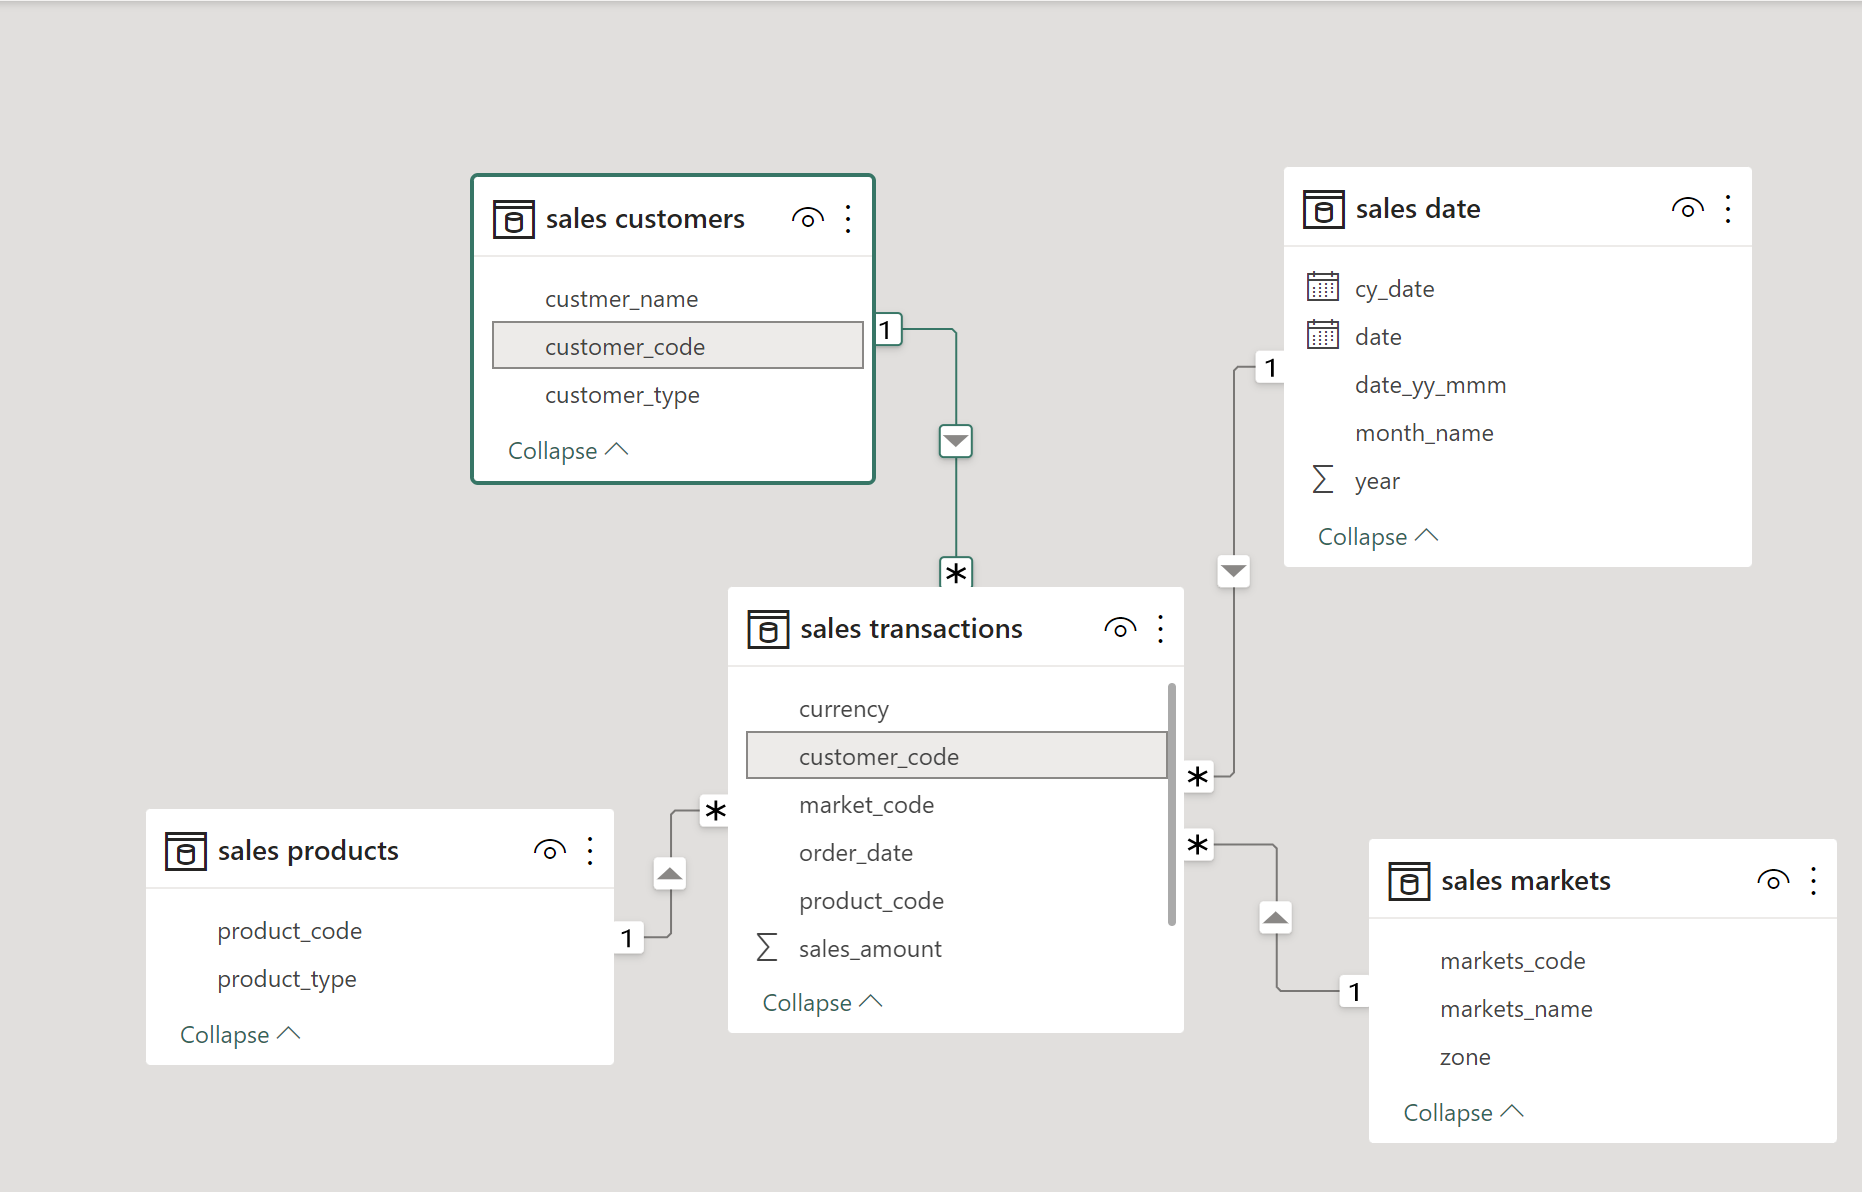 sales customers
custmer_name
customer_code
customer_type
Collapse
1
*
sales date
cy_date
date
date_yy_mmm
month_name
Σ year
Collapse
1
*
sales transactions
currency
customer_code
market_code
order_date
product_code
Σ sales_amount
Collapse
sales products
product_code
product_type
Collapse
1
*
sales markets
markets_code
markets_name
zone
Collapse
1
*